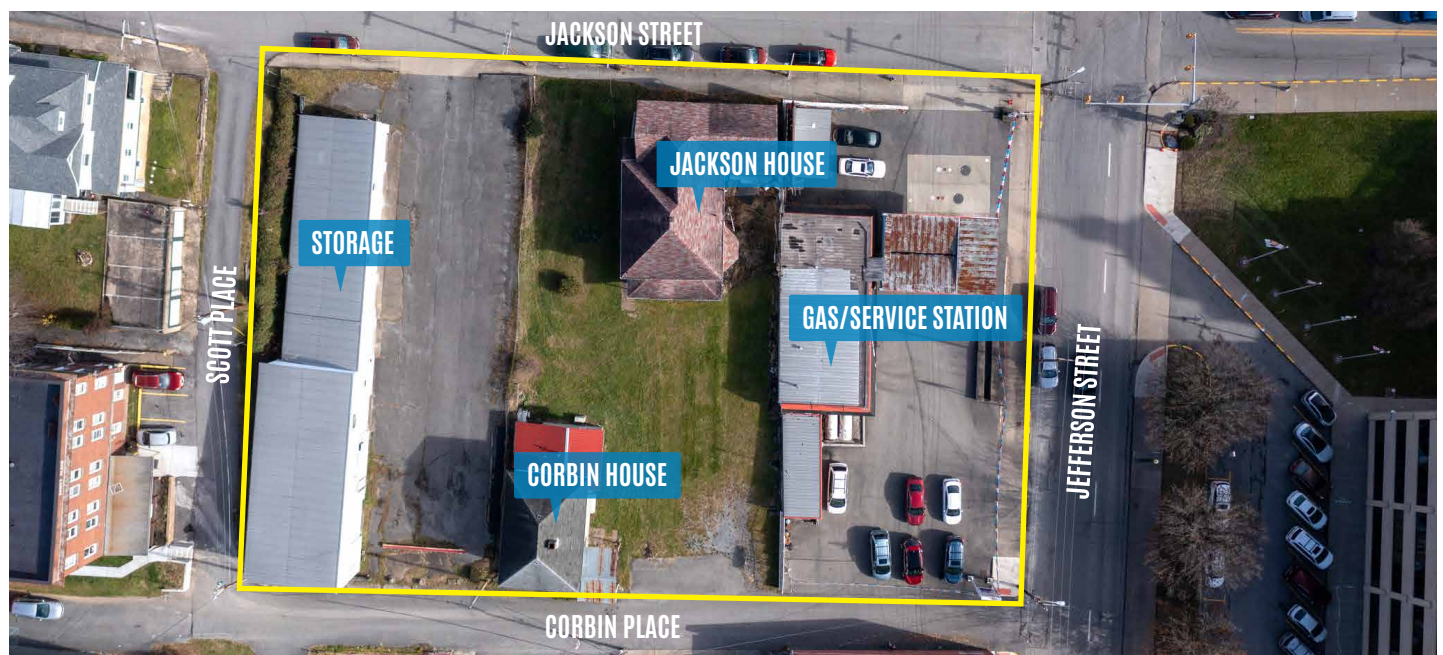 JACKSON STREET
JACKSON HOUSE
STORAGE
SCOTT PLACE
GAS/SERVICE STATION
JEFFERSON STREET
CORBIN HOUSE
CORBIN PLACE